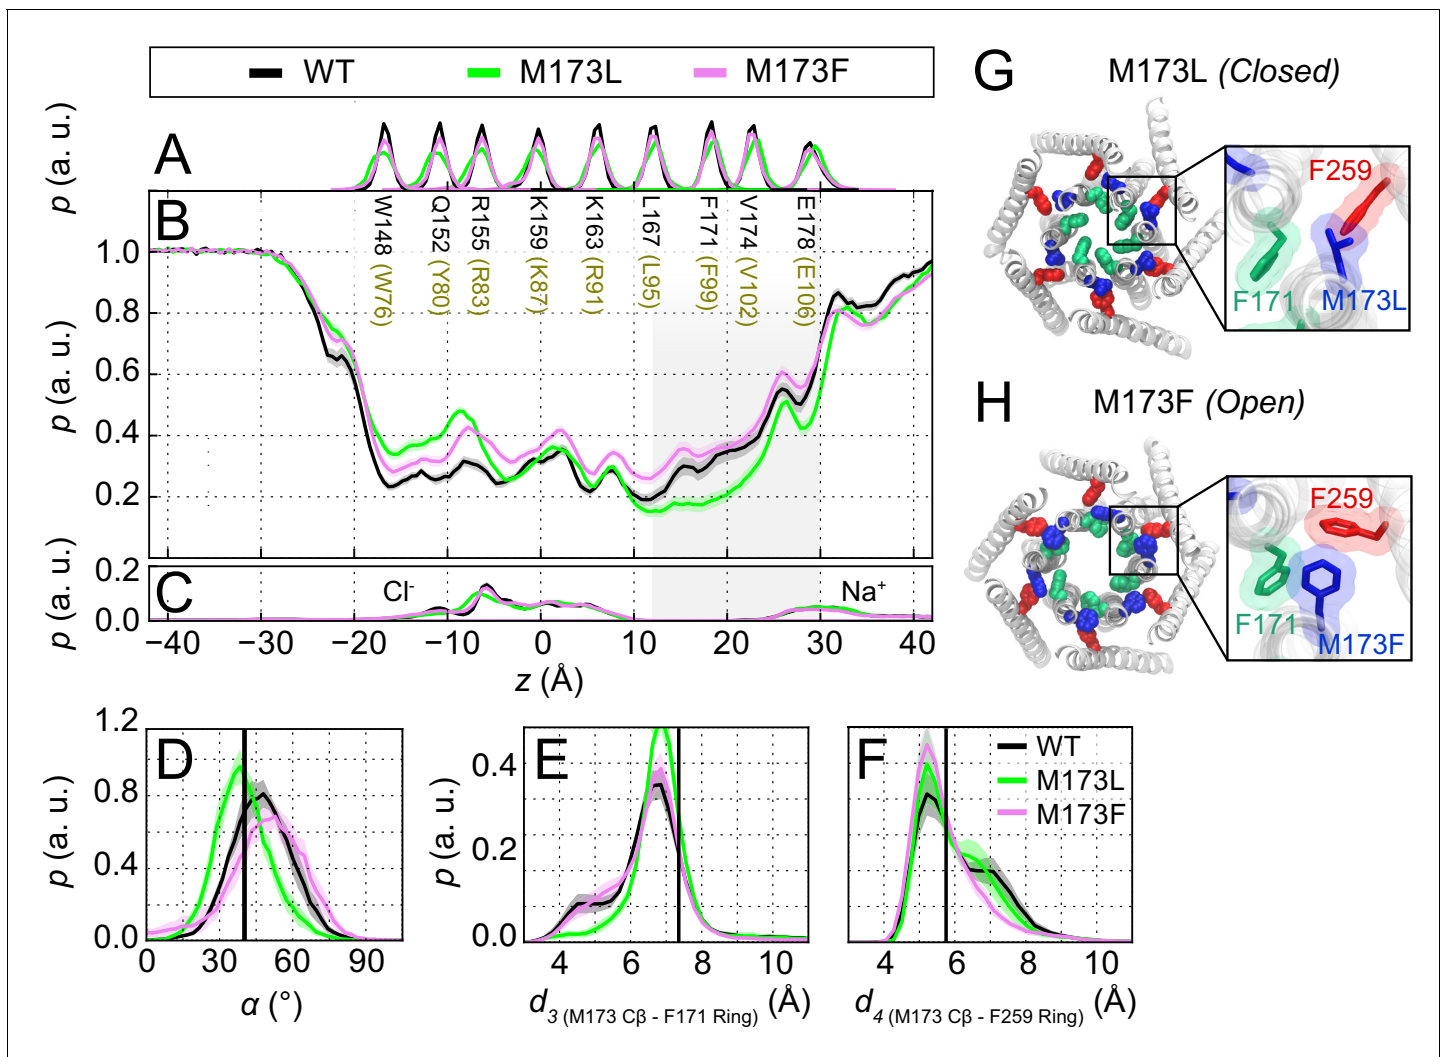 WT M173L M173F
A
p (a. u.)
B
W148 (W76)
Q152 (Y80)
R155 (R83)
K159 (K87)
K163 (R91)
L167 (L95)
F171 (F99)
V174 (V102)
E178 (E106)
p (a. u.)
1.0
0.8
0.6
0.4
0.2
C
Cl-
Na+
p (a. u.)
0.2
0.0
−40 −30 −20 −10 0 10 20 30 40
z (Å)
D
p (a. u.)
1.2
0.8
0.4
0.0
0 30 60 90
α (°)
E
p (a. u.)
0.4
0.2
0.0
4 6 8 10
d3 (M173 Cβ - F171 Ring) (Å)
F
WT
M173L
M173F
4 6 8 10
d4 (M173 Cβ - F259 Ring) (Å)
G
M173L (Closed)
F259
F171
M173L
H
M173F (Open)
F259
F171
M173F